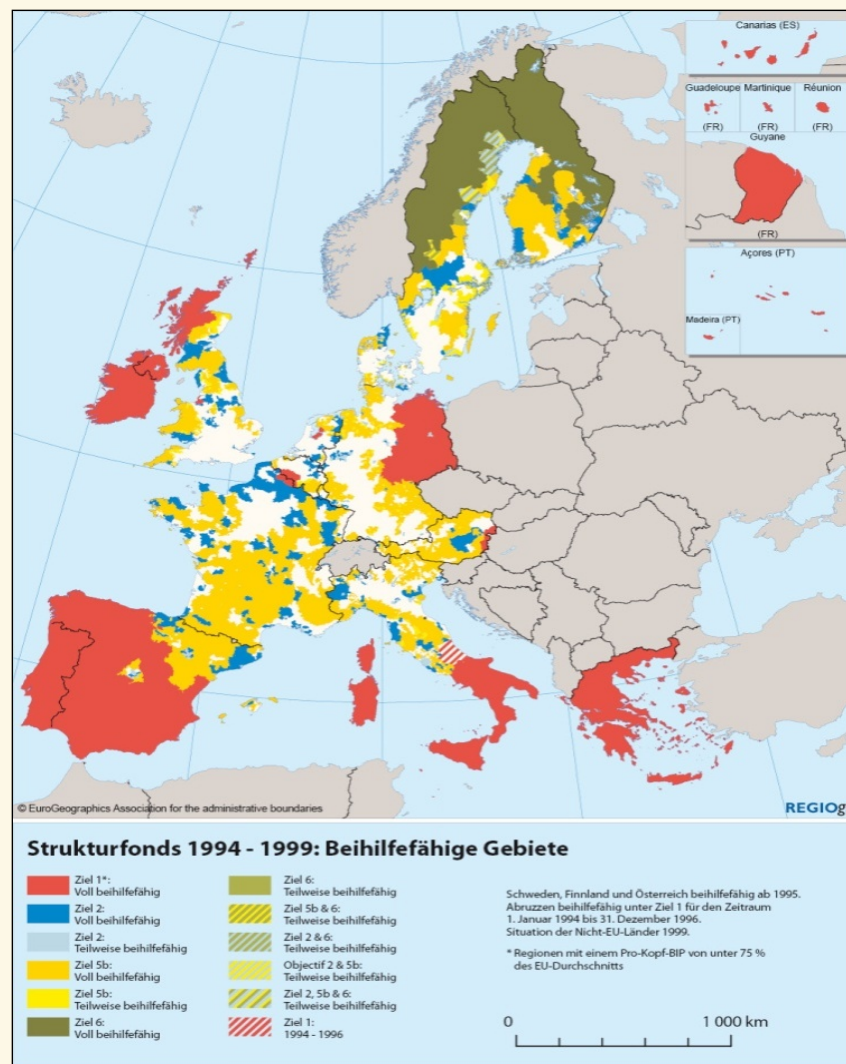 Canarias (ES)
Guadeloupe Martinique Réunion
(FR) (FR) (FR)
Guyane
(FR)
Açores (PT)
Madeira (PT)
© EuroGeographics Association for the administrative boundaries
REGIOg
Strukturfonds 1994 - 1999: Beihilfefähige Gebiete
Ziel 1*:
Voll beihilfefähig
Ziel 2:
Voll beihilfefähig
Ziel 2:
Teilweise beihilfefähig
Ziel 5b:
Voll beihilfefähig
Ziel 5b:
Teilweise beihilfefähig
Ziel 6:
Voll beihilfefähig
Ziel 6:
Teilweise beihilfefähig
Ziel 5b & 6:
Teilweise beihilfefähig
Ziel 2 & 6:
Teilweise beihilfefähig
Objectif 2 & 5b:
Teilweise beihilfefähig
Ziel 2, 5b & 6:
Teilweise beihilfefähig
Ziel 1:
1994 - 1996
Schweden, Finnland und Österreich beihilfefähig ab 1995.
Abruzzen beihilfefähig unter Ziel 1 für den Zeitraum
1. Januar 1994 bis 31. Dezember 1996.
Situation der Nicht-EU-Länder 1999.
* Regionen mit einem Pro-Kopf-BIP von unter 75 %
des EU-Durchschnitts
0 1 000 km